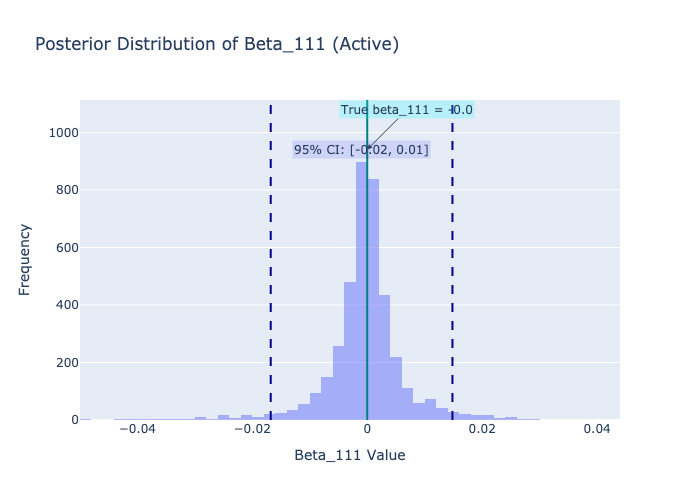 Posterior Distribution of Beta_111 (Active)
True beta_111 = -0.0
95% CI: [-0.02, 0.01]
1000
800
600
400
200
0
Frequency
−0.04
−0.02
0
0.02
0.04
Beta_111 Value